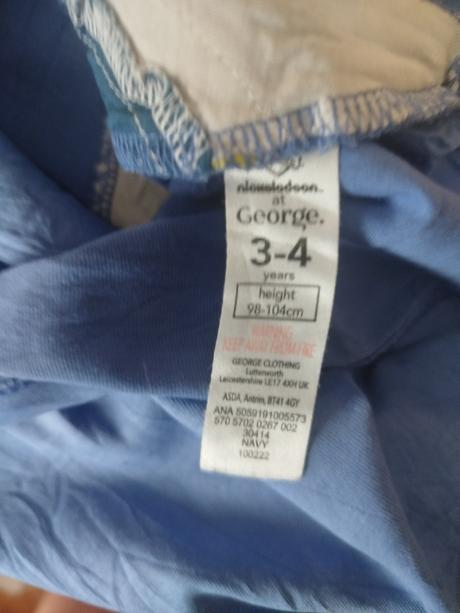 nickelodeon
at
George.
3-4
years
height
98-104cm
WARNING
KEEP AWAY FROM FIRE
GEORGE CLOTHING
Lutterworth
Leicestershire LE17 4XH UK
ASDA, Antrim, BT41 4GY
ANA 5059191005573
570 5702 0267 002
30414
NAVY
100222